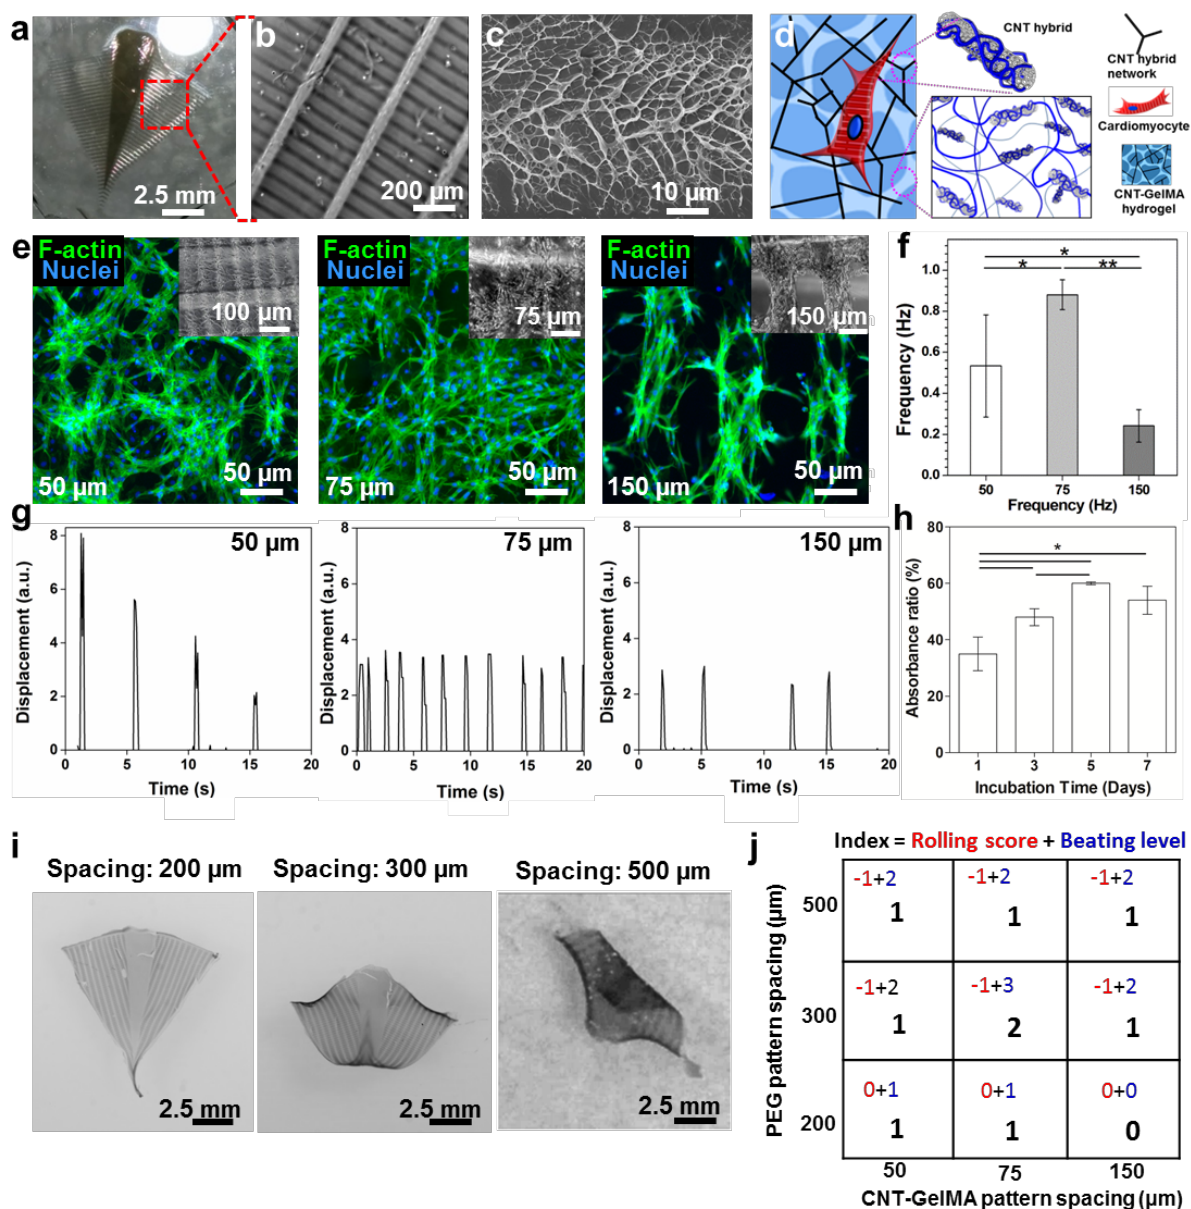 a
2.5 mm
b
200 µm
c
10 µm
d
CNT hybrid
CNT hybrid
network
Cardiomyocyte
CNT-GelMA
hydrogel
e
F-actin
Nuclei
100 µm
50 µm
50 µm
F-actin
Nuclei
75 µm
50 µm
75 µm
F-actin
Nuclei
150 µm
50 µm
150 µm
f
Frequency (Hz)
1.0
0.8
0.6
0.4
0.2
0.0
*
*
**
50
75
150
Frequency (Hz)
g
50 µm
Displacement (a.u.)
8
6
4
2
0
0 5 10 15 20
Time (s)
75 µm
Displacement (a.u.)
8
6
4
2
0
0 5 10 15 20
Time (s)
150 µm
Displacement (a.u.)
8
6
4
2
0
0 5 10 15 20
Time (s)
h
Absorbance ratio (%)
80
60
40
20
0
*
1 3 5 7
Incubation Time (Days)
i
Spacing: 200 µm
2.5 mm
Spacing: 300 µm
2.5 mm
Spacing: 500 µm
2.5 mm
j
Index = Rolling score + Beating level
PEG pattern spacing (µm)
500
-1+2
1
-1+2
1
-1+2
1
300
-1+2
1
-1+3
2
-1+2
1
200
0+1
1
0+1
1
0+0
0
50 75 150
CNT-GelMA pattern spacing (µm)